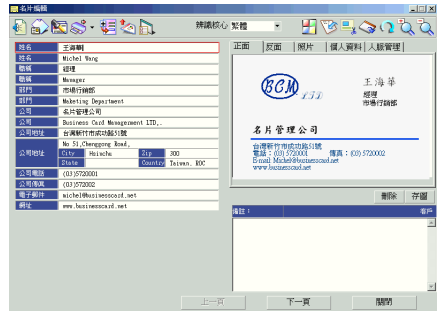 名片編輯
辨識核心 繁體
姓名 王海華
姓名 Michel Wang
職稱 經理
職稱 Manager
部門 市場行銷部
部門 Maketing Department
公司 名片管理公司
公司 Business Card Management LTD,.
公司地址 台灣新竹市成功路51號
公司地址 No 51,Chenggong Road,
City Hsinchu Zip 300
State Country Taiwan. ROC
公司電話 (03)5720001
公司傳真 (03)5720002
電子郵件 michel@businesscard.net
網址 www.businesscard.net
正面 反面 照片 個人資料 人脈管理
BCM LTD
王海華
經理
市場行銷部
名片管理公司
台灣新竹市成功路51號
電話：(03) 5720001 傳真：(03) 5720002
E-mail: Michel@businesscard.net
www.businesscard.net
刪除 存圖
備註： 客戶
上一頁 下一頁 關閉